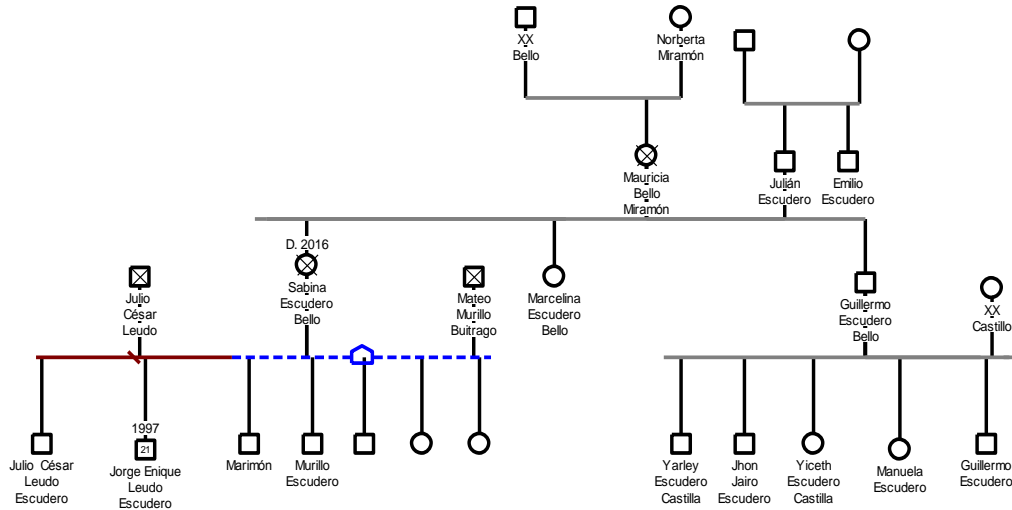 XX
Bello
Norberta
Miramón
Mauricia
Bello
Miramón
Julián
Escudero
Emilio
Escudero
D. 2016
Sabina
Escudero
Bello
Julio
César
Leudo
Mateo
Murillo
Buitrago
Marcelina
Escudero
Bello
Guillermo
Escudero
Bello
XX
Castillo
1997
21
Julio César
Leudo
Escudero
Jorge Enique
Leudo
Escudero
Marimón
Murillo
Escudero
Yarley
Escudero
Castilla
Jhon
Jairo
Escudero
Yiceth
Escudero
Castilla
Manuela
Escudero
Guillermo
Escudero